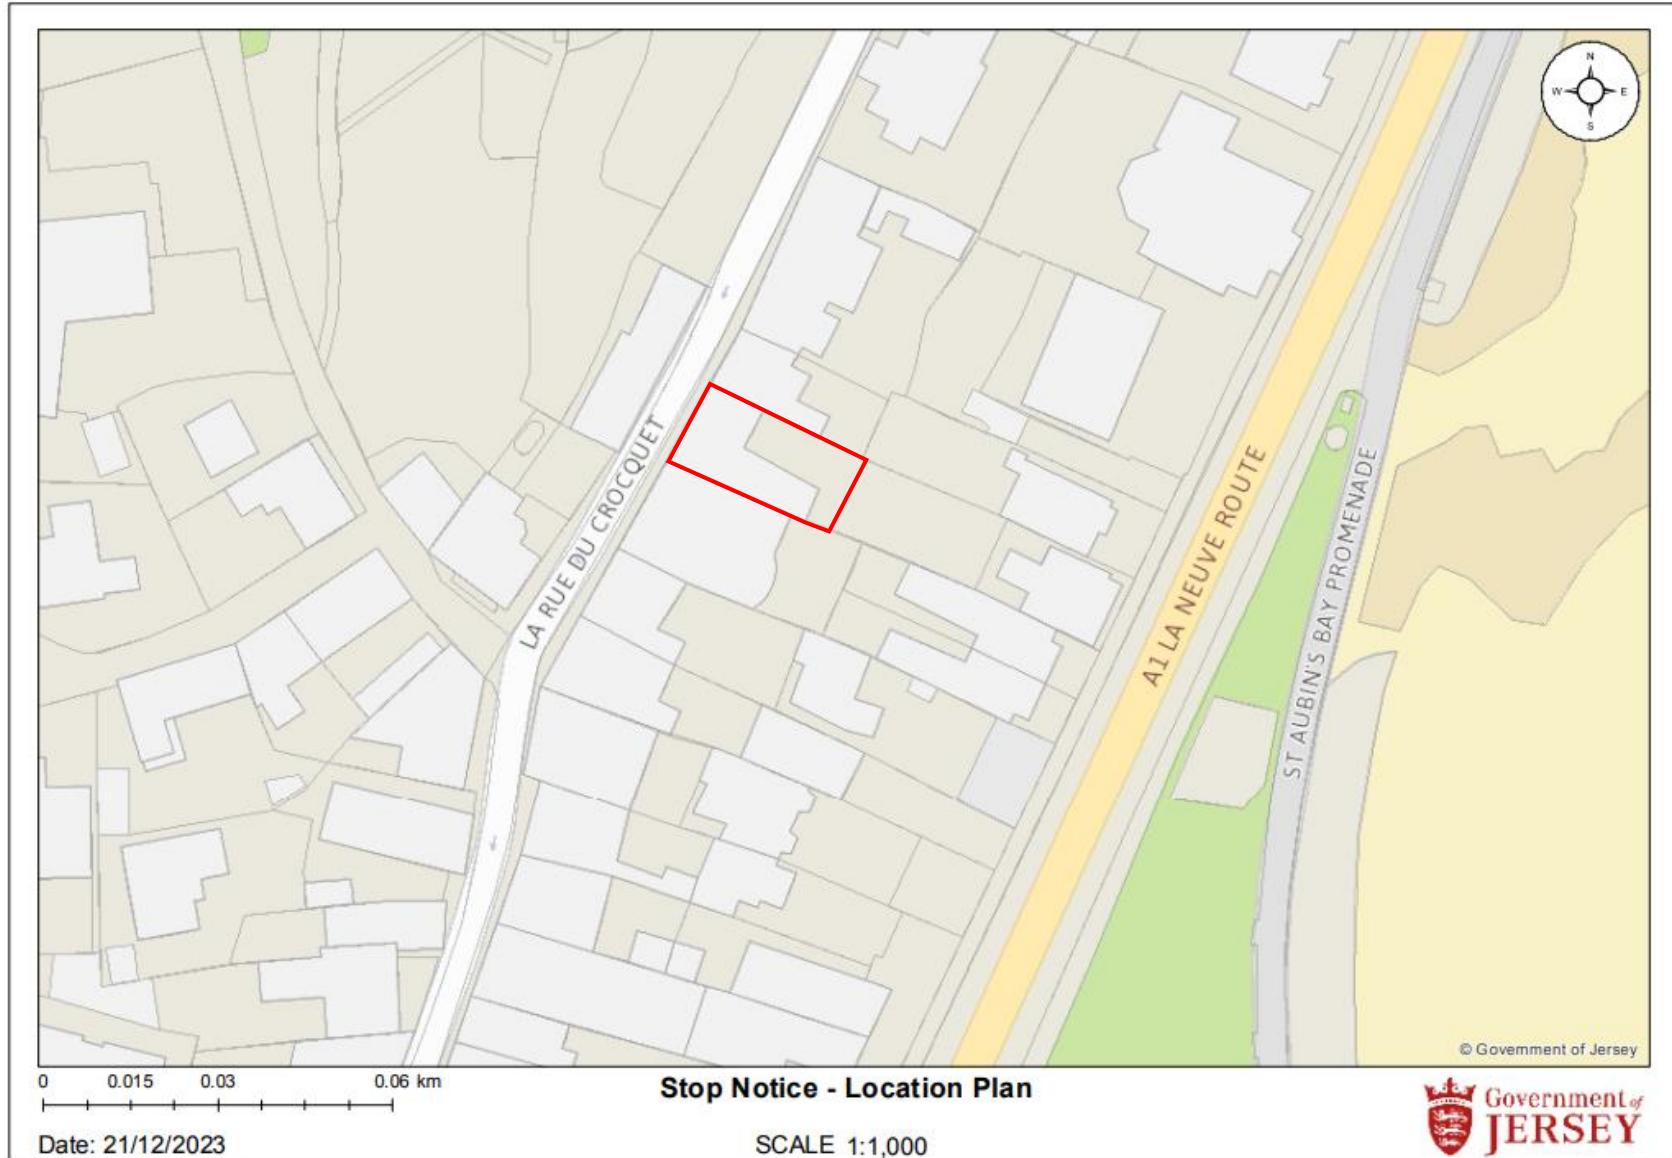 N
W E
S
LA RUE DU CROCQUET
A1 LA NEUVE ROUTE
ST AUBIN'S BAY PROMENADE
© Government of Jersey
0 0.015 0.03 0.06 km
Stop Notice - Location Plan
Date: 21/12/2023
SCALE 1:1,000
Government of
JERSEY